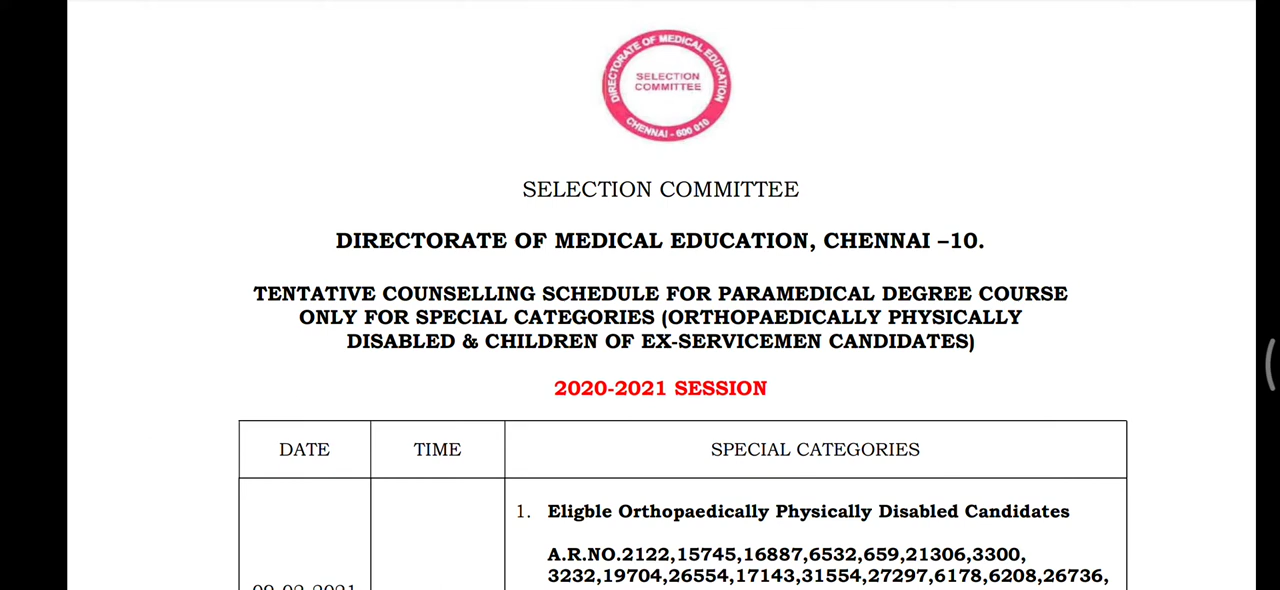 DIRECTORATE OF MEDICAL EDUCATION
SELECTION
COMMITTEE
CHENNAI - 600 010
SELECTION COMMITTEE
DIRECTORATE OF MEDICAL EDUCATION, CHENNAI –10.
TENTATIVE COUNSELLING SCHEDULE FOR PARAMEDICAL DEGREE COURSE
ONLY FOR SPECIAL CATEGORIES (ORTHOPAEDICALLY PHYSICALLY
DISABLED & CHILDREN OF EX-SERVICEMEN CANDIDATES)
2020-2021 SESSION
DATE TIME SPECIAL CATEGORIES
1. Eligble Orthopaedically Physically Disabled Candidates
A.R.NO.2122,15745,16887,6532,659,21306,3300,
3232,19704,26554,17143,31554,27297,6178,6208,26736,